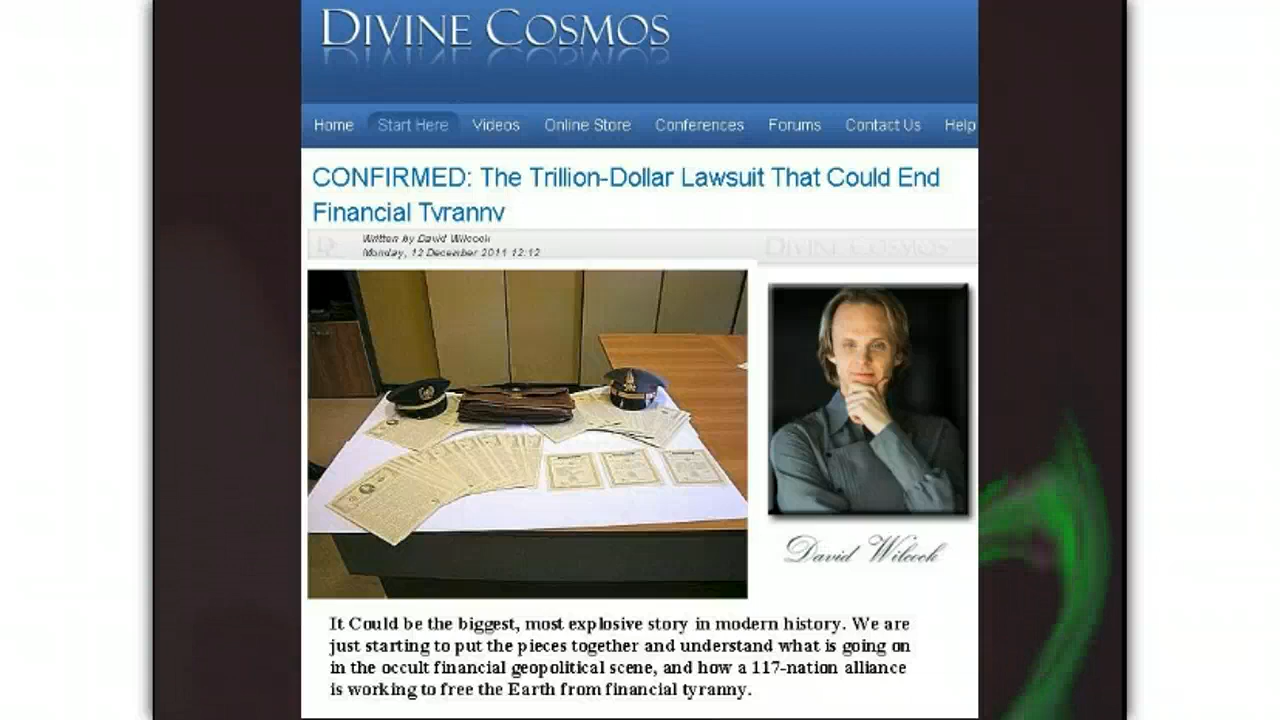 DIVINE COSMOS
Home Start Here Videos Online Store Conferences Forums Contact Us Help
CONFIRMED: The Trillion-Dollar Lawsuit That Could End
Financial Tyranny
Written by David Wilcock
Monday, 12 December 2011 12:12
DIVINE COSMOS
David Wilcock
It Could be the biggest, most explosive story in modern history. We are
just starting to put the pieces together and understand what is going on
in the occult financial geopolitical scene, and how a 117-nation alliance
is working to free the Earth from financial tyranny.